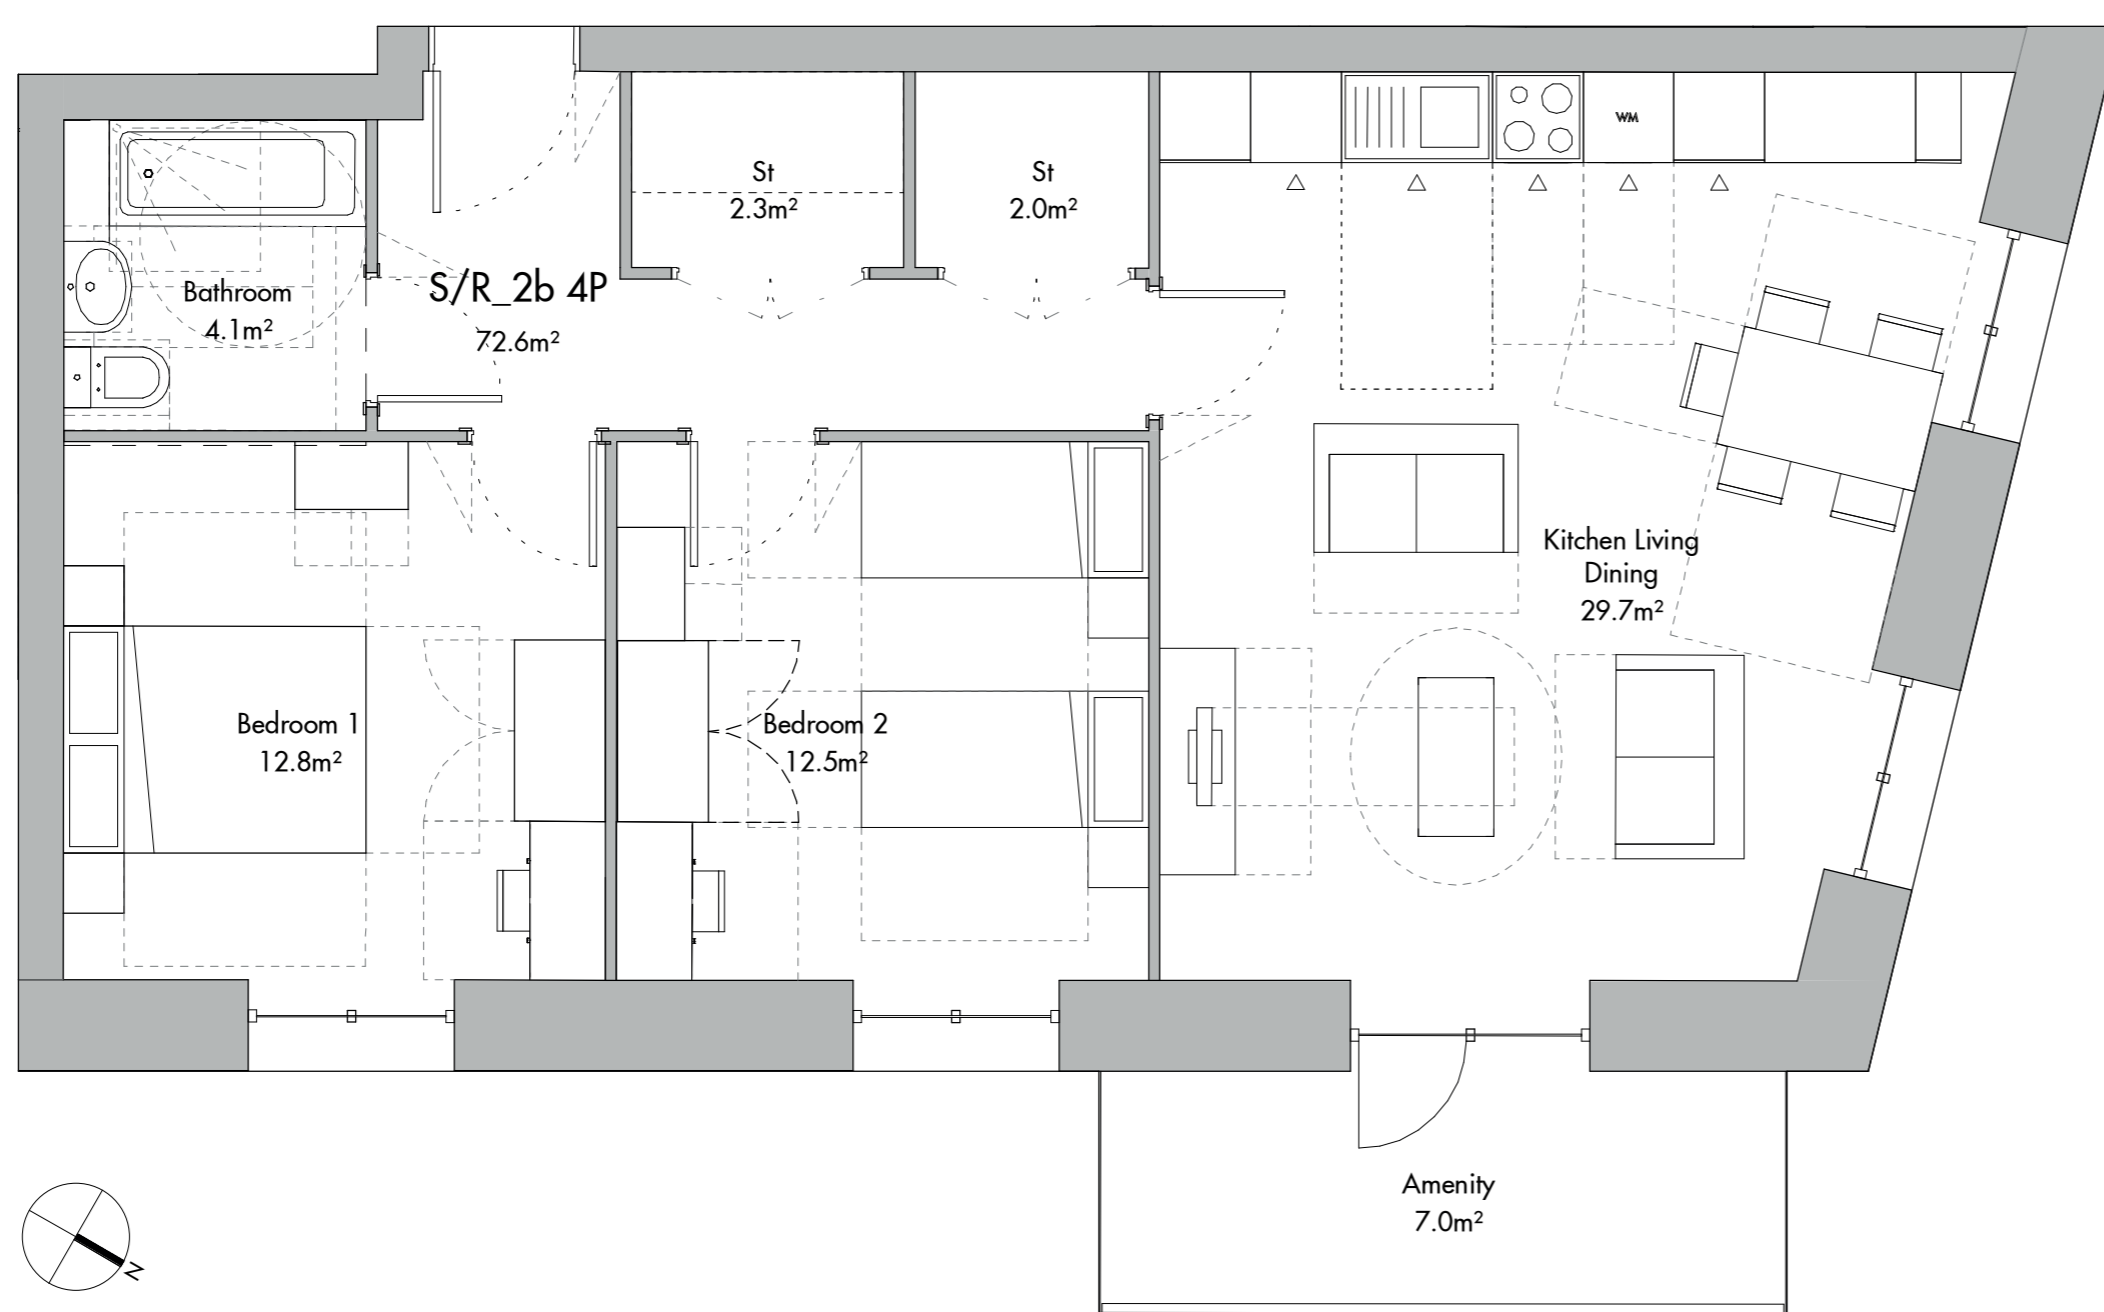 WM
St
2.3m²
St
2.0m²
S/R_2b 4P
72.6m²
Bathroom
4.1m²
Kitchen Living
Dining
29.7m²
Bedroom 1
12.8m²
Bedroom 2
12.5m²
Amenity
7.0m²
N